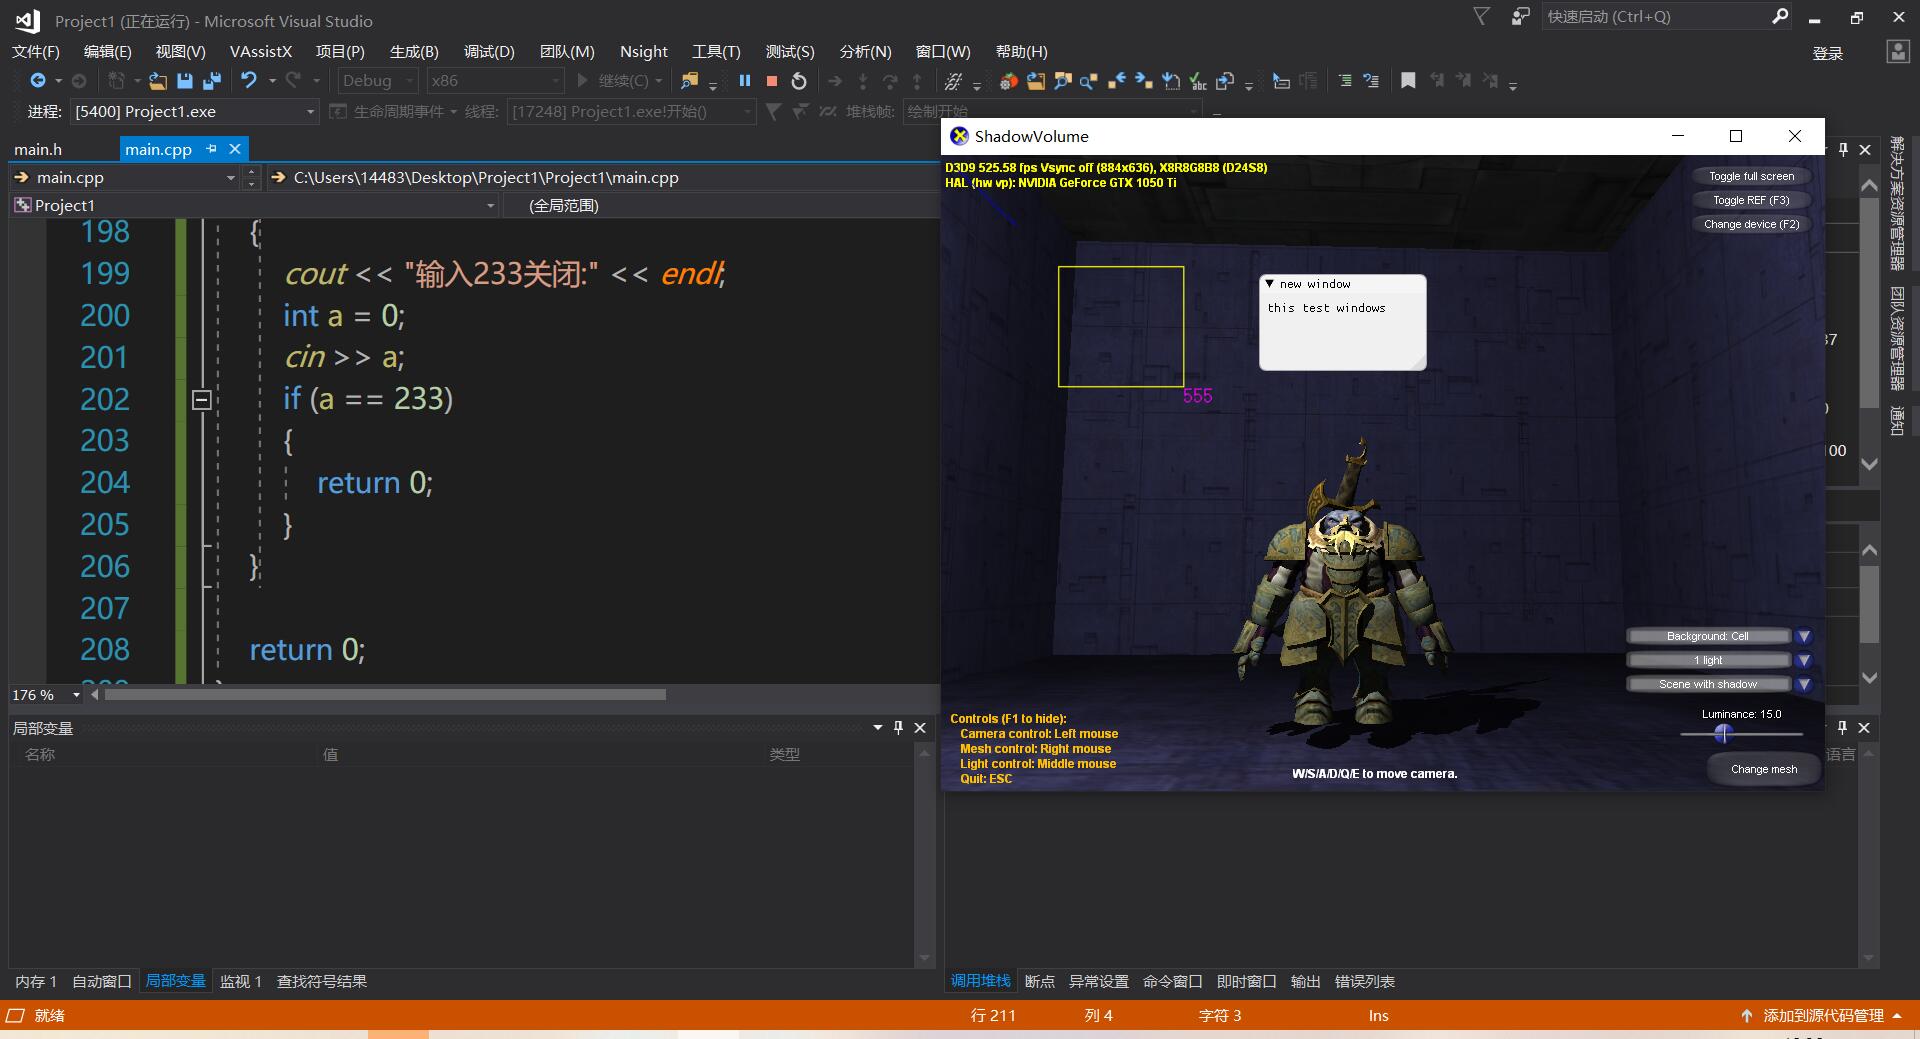 Project1 (正在运行) - Microsoft Visual Studio
快速启动 (Ctrl+Q)
文件(F) 编辑(E) 视图(V) VAssistX 项目(P) 生成(B) 调试(D) 团队(M) Nsight 工具(T) 测试(S) 分析(N) 窗口(W) 帮助(H)
登录
Debug x86 继续(C)
进程: [5400] Project1.exe 生命周期事件 线程: [17248] Project1.exe!开始() 堆栈帧: 绘制开始
main.h main.cpp
main.cpp C:\Users\14483\Desktop\Project1\Project1\main.cpp
Project1 (全局范围)
198 {
199 cout << "输入233关闭:" << endl;
200 int a = 0;
201 cin >> a;
202 if (a == 233)
203 {
204 return 0;
205 }
206 }
207
208 return 0;
176 %
局部变量
名称 值 类型
内存 1 自动窗口 局部变量 监视 1 查找符号结果
ShadowVolume
D3D9 525.58 fps Vsync off (884x636), X8R8G8B8 (D24S8)
HAL (hw vp): NVIDIA GeForce GTX 1050 Ti
Toggle full screen
Toggle REF (F3)
Change device (F2)
new window
this test windows
555
Background: Cell
1 light
Scene with shadow
Luminance: 15.0
Change mesh
Controls (F1 to hide):
Camera control: Left mouse
Mesh control: Right mouse
Light control: Middle mouse
Quit: ESC
W/S/A/D/Q/E to move camera.
解决方案资源管理器
团队资源管理器
通知
语言
调用堆栈 断点 异常设置 命令窗口 即时窗口 输出 错误列表
就绪
行 211 列 4 字符 3 Ins
添加到源代码管理